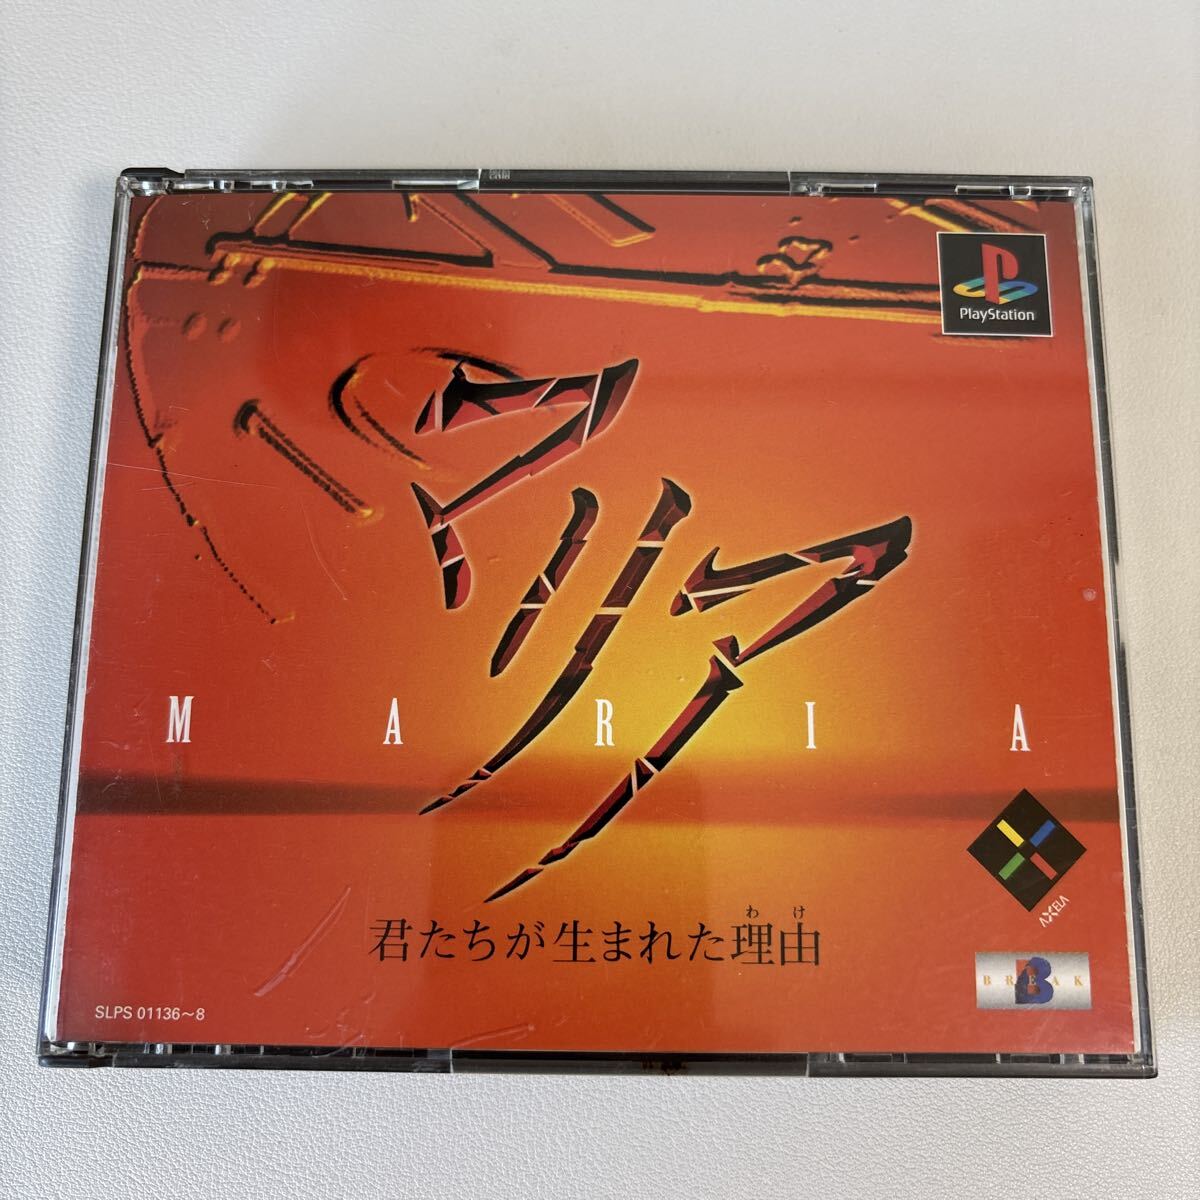 PlayStation
マリア
MARIA
AXELA
君たちが生まれた理由
わけ
BREAK
SLPS 01136〜8